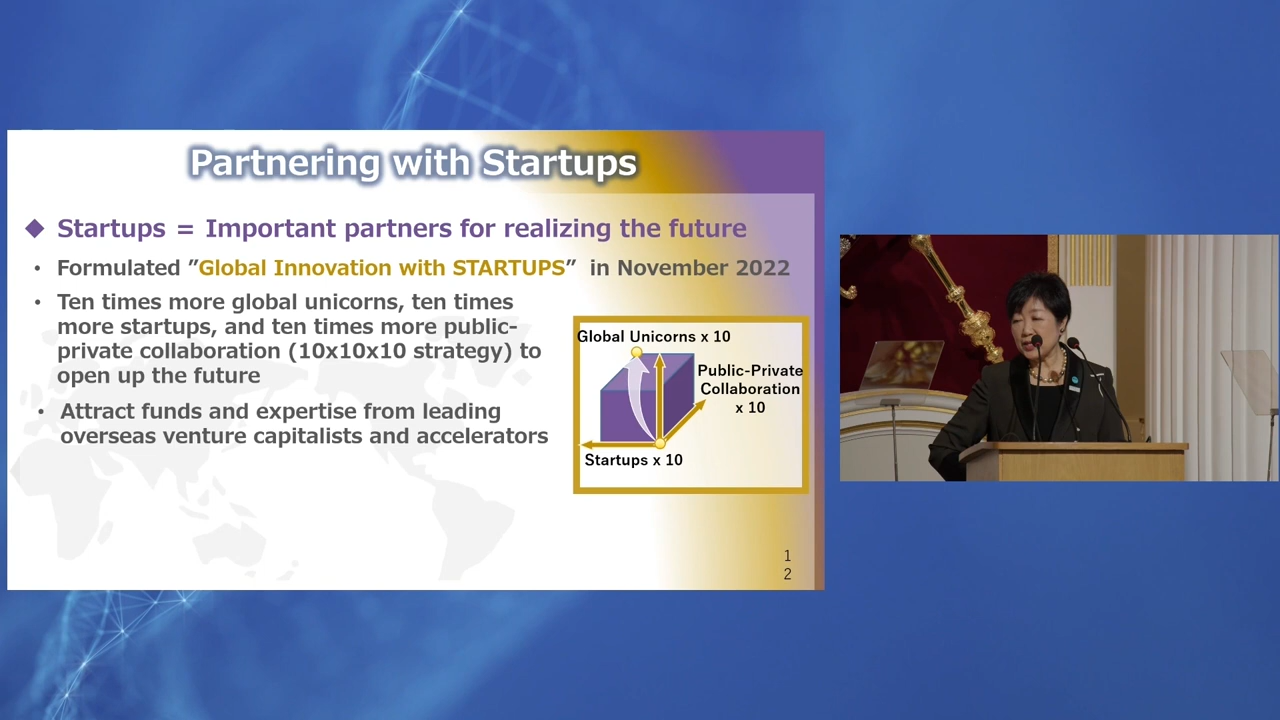 Partnering with Startups
◆ Startups = Important partners for realizing the future
• Formulated ”Global Innovation with STARTUPS” in November 2022
• Ten times more global unicorns, ten times
more startups, and ten times more public-
private collaboration (10x10x10 strategy) to
open up the future
• Attract funds and expertise from leading
overseas venture capitalists and accelerators
Global Unicorns x 10
Public-Private
Collaboration
x 10
Startups x 10
1
2